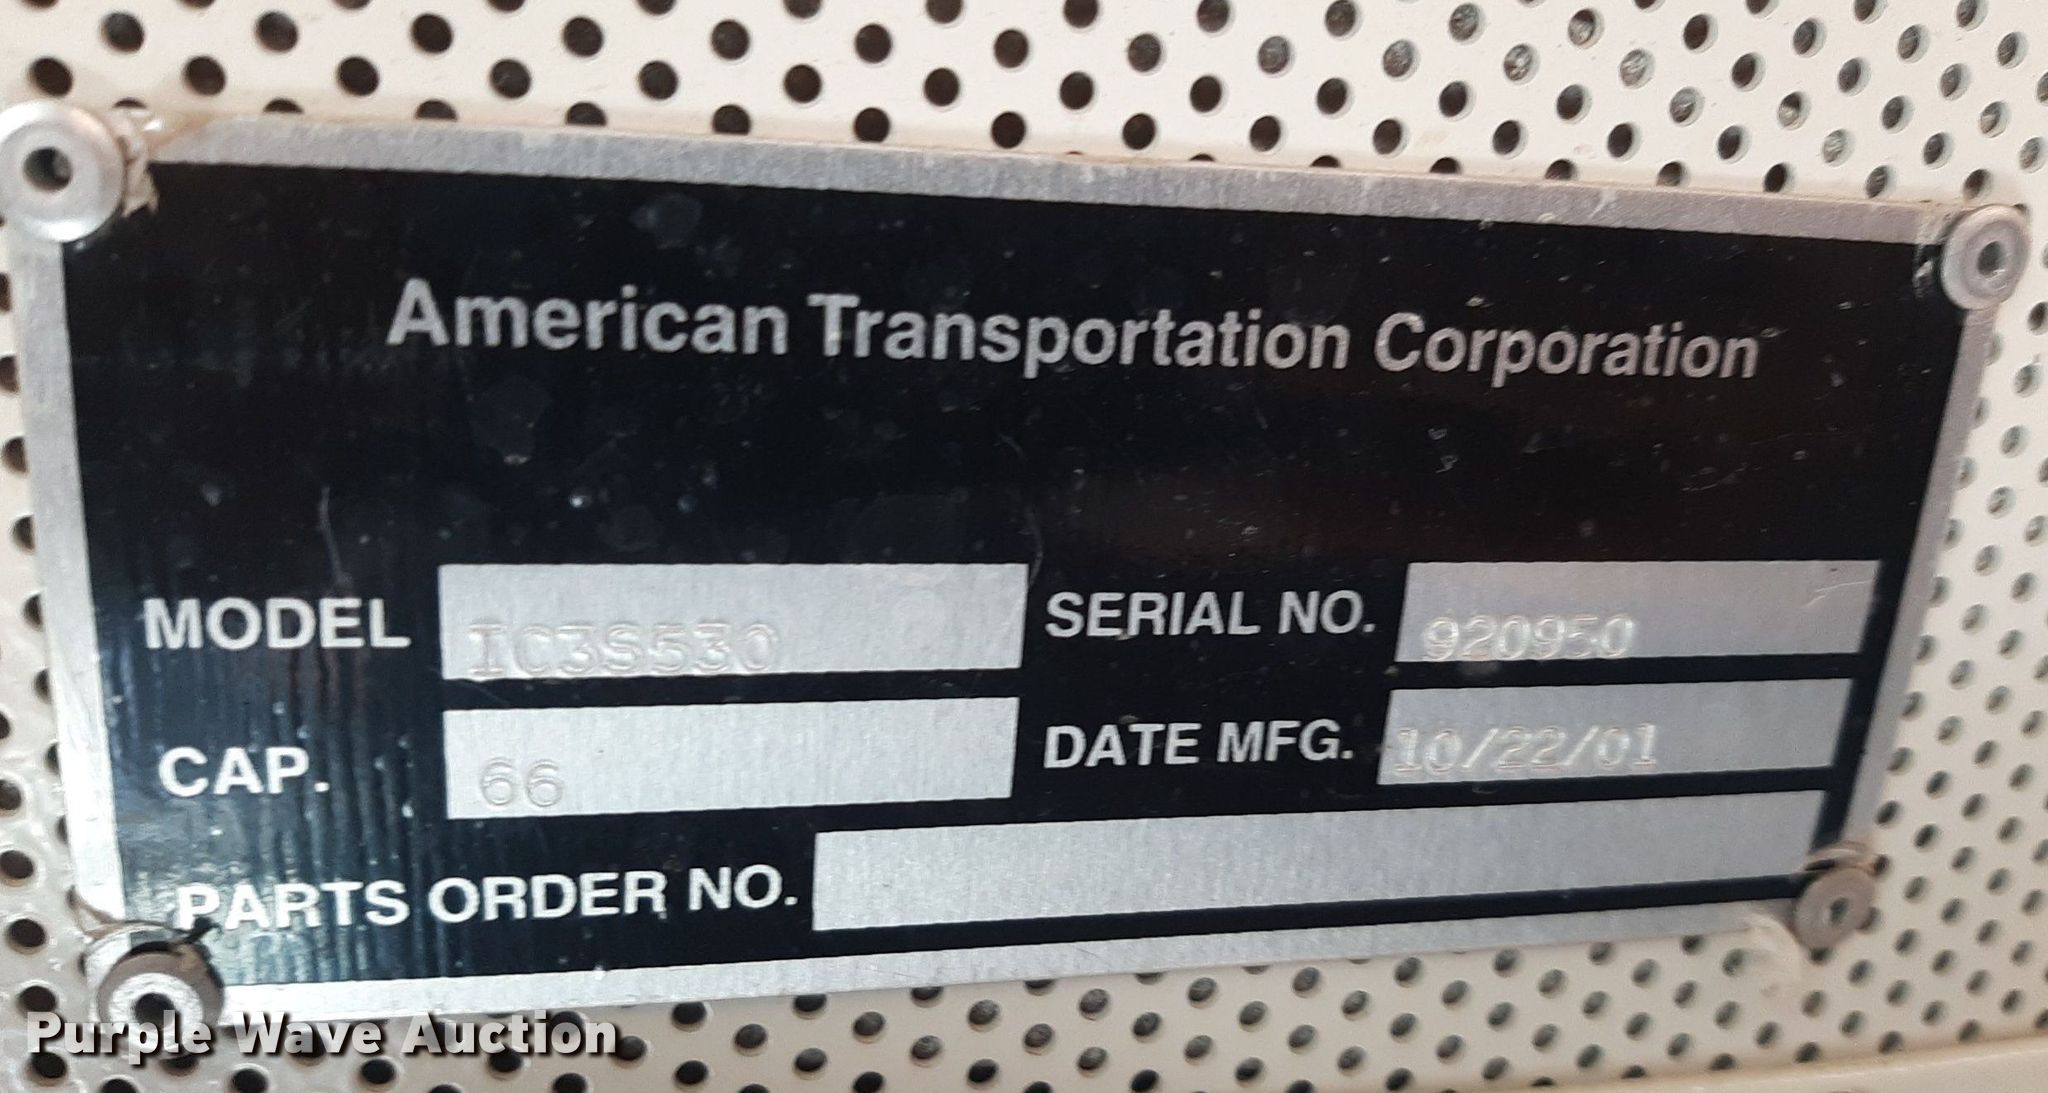 American Transportation Corporation
MODEL IC3S530 SERIAL NO. 920950
CAP. 66 DATE MFG. 10/22/01
PARTS ORDER NO.
Purple Wave Auction